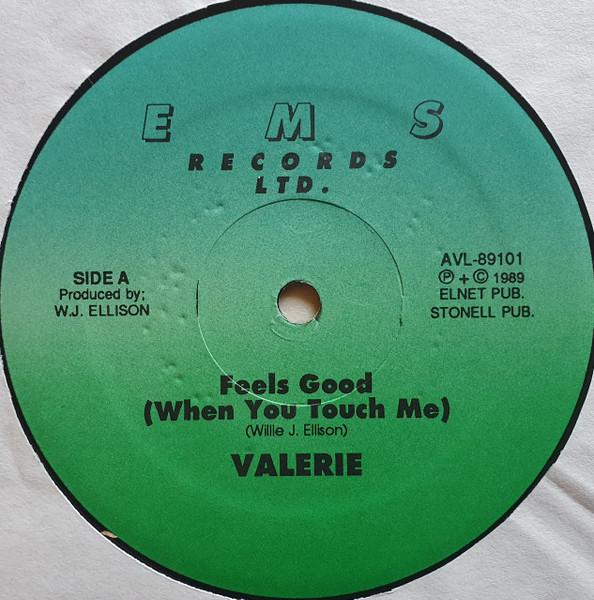 E M S
RECORDS
LTD.
SIDE A
Produced by;
W.J. ELLISON
AVL-89101
Ⓟ + © 1989
ELNET PUB.
STONELL PUB.
Feels Good
(When You Touch Me)
(Willie J. Ellison)
VALERIE